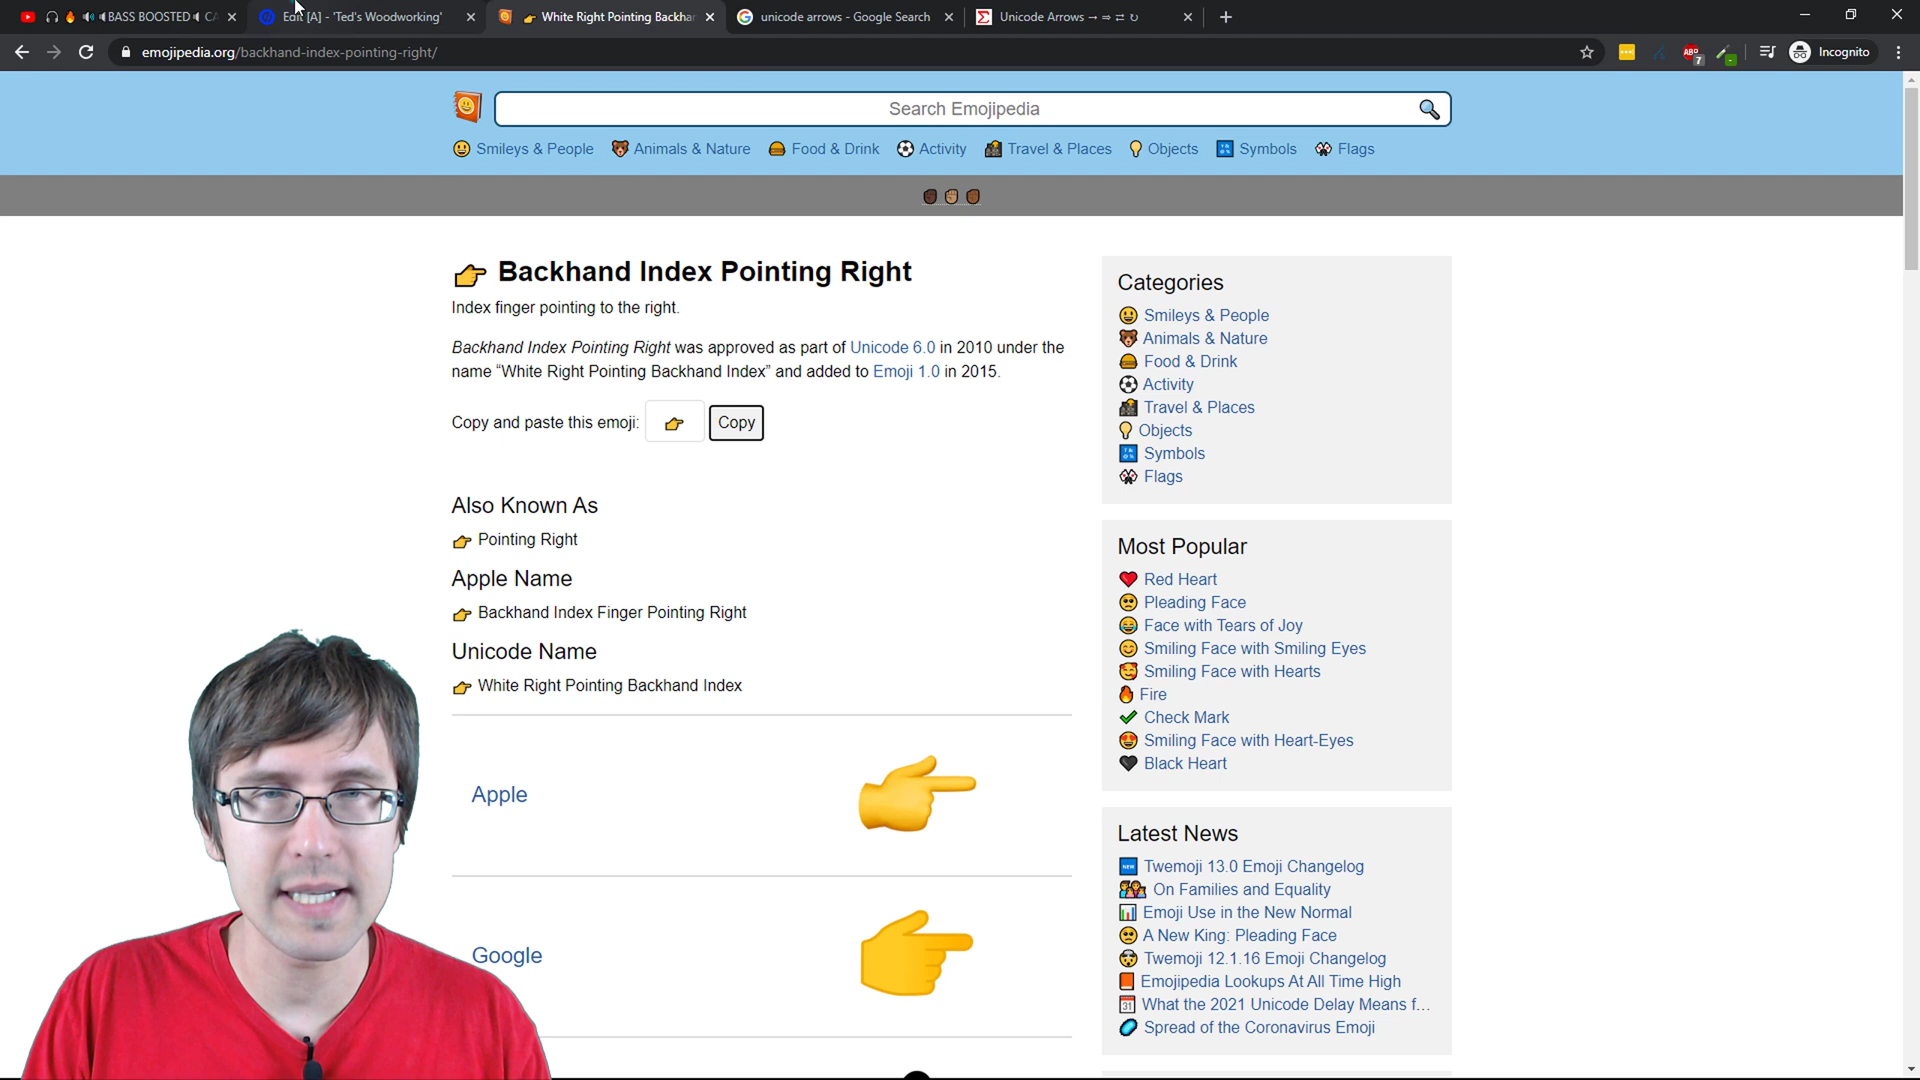 BASS BOOSTED
Edit [A] - 'Ted's Woodworking'
White Right Pointing Backhan
unicode arrows - Google Search
Unicode Arrows → ⇒ ⇄ ↻
emojipedia.org/backhand-index-pointing-right/
ABP
7
Incognito
Search Emojipedia
Smileys & People
Animals & Nature
Food & Drink
Activity
Travel & Places
Objects
Symbols
Flags
👉 Backhand Index Pointing Right
Index finger pointing to the right.
Backhand Index Pointing Right was approved as part of Unicode 6.0 in 2010 under the
name “White Right Pointing Backhand Index” and added to Emoji 1.0 in 2015.
Copy and paste this emoji: 👉 Copy
Also Known As
👉 Pointing Right
Apple Name
👉 Backhand Index Finger Pointing Right
Unicode Name
👉 White Right Pointing Backhand Index
Apple
Google
Categories
Smileys & People
Animals & Nature
Food & Drink
Activity
Travel & Places
Objects
Symbols
Flags
Most Popular
Red Heart
Pleading Face
Face with Tears of Joy
Smiling Face with Smiling Eyes
Smiling Face with Hearts
Fire
Check Mark
Smiling Face with Heart-Eyes
Black Heart
Latest News
Twemoji 13.0 Emoji Changelog
On Families and Equality
Emoji Use in the New Normal
A New King: Pleading Face
Twemoji 12.1.16 Emoji Changelog
Emojipedia Lookups At All Time High
What the 2021 Unicode Delay Means f...
Spread of the Coronavirus Emoji